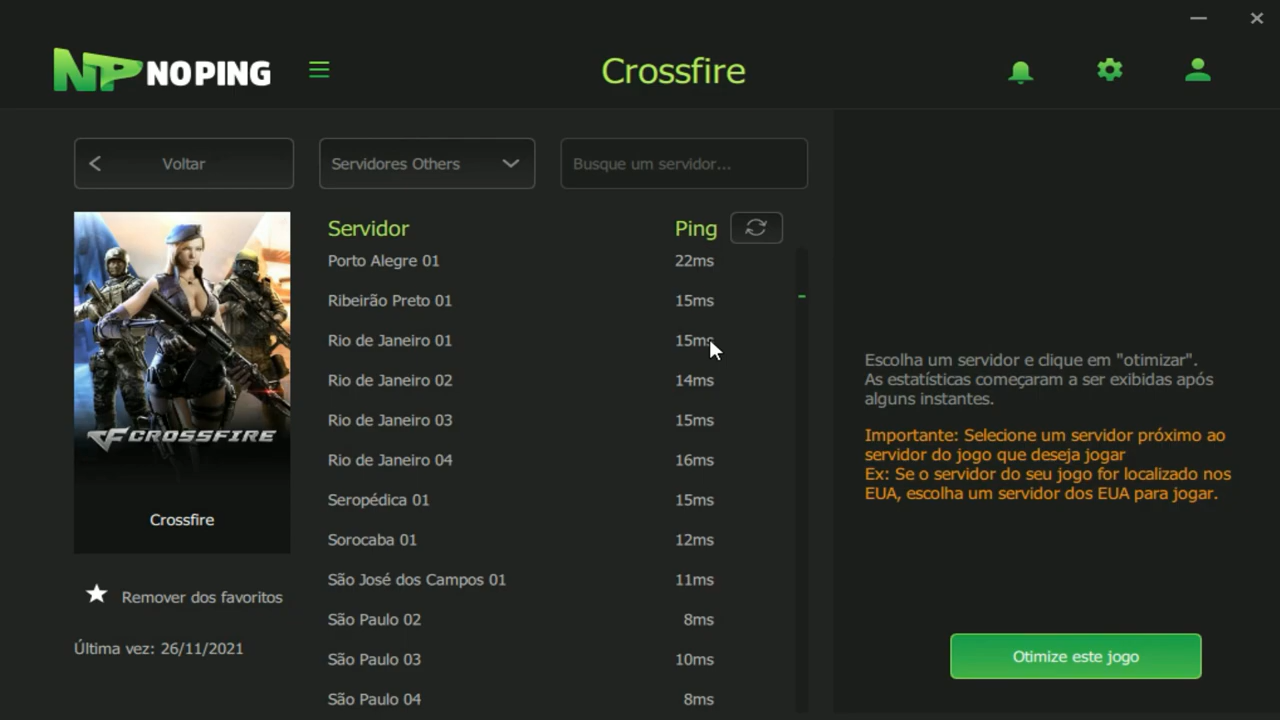 NP NOPING
Crossfire
Voltar
Servidores Others
Busque um servidor...
Servidor Ping
Porto Alegre 01 22ms
Ribeirão Preto 01 15ms
Rio de Janeiro 01 15ms
Rio de Janeiro 02 14ms
Rio de Janeiro 03 15ms
Rio de Janeiro 04 16ms
Seropédica 01 15ms
Sorocaba 01 12ms
São José dos Campos 01 11ms
São Paulo 02 8ms
São Paulo 03 10ms
São Paulo 04 8ms
CF CROSSFIRE
Crossfire
Remover dos favoritos
Última vez: 26/11/2021
Escolha um servidor e clique em "otimizar".
As estatísticas começaram a ser exibidas após
alguns instantes.
Importante: Selecione um servidor próximo ao
servidor do jogo que deseja jogar
Ex: Se o servidor do seu jogo for localizado nos
EUA, escolha um servidor dos EUA para jogar.
Otimize este jogo